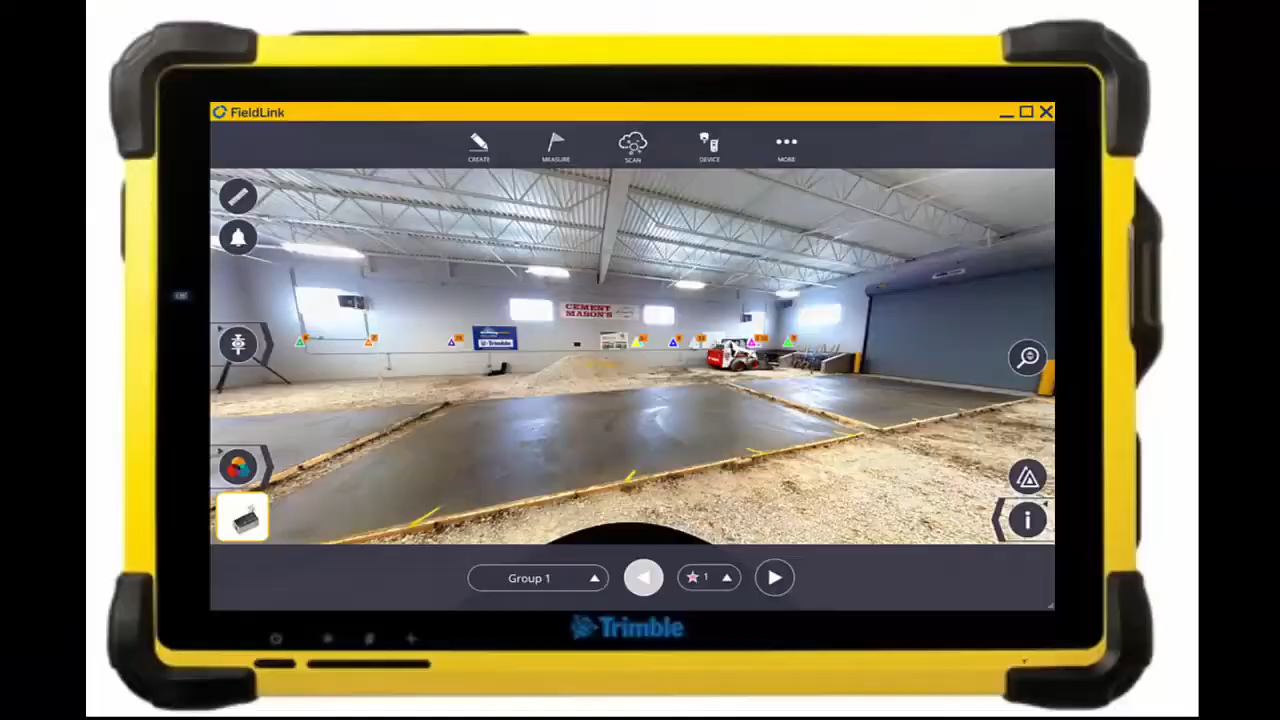 FieldLink
CREATE
MEASURE
SCAN
DEVICE
MORE
CEMENT
MASON'S
Trimble
Group 1
1
Trimble